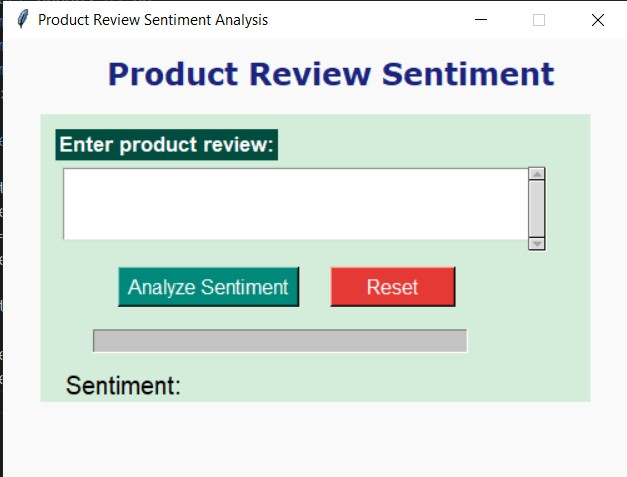 Product Review Sentiment Analysis
Product Review Sentiment
Enter product review:
Analyze Sentiment
Reset
Sentiment: